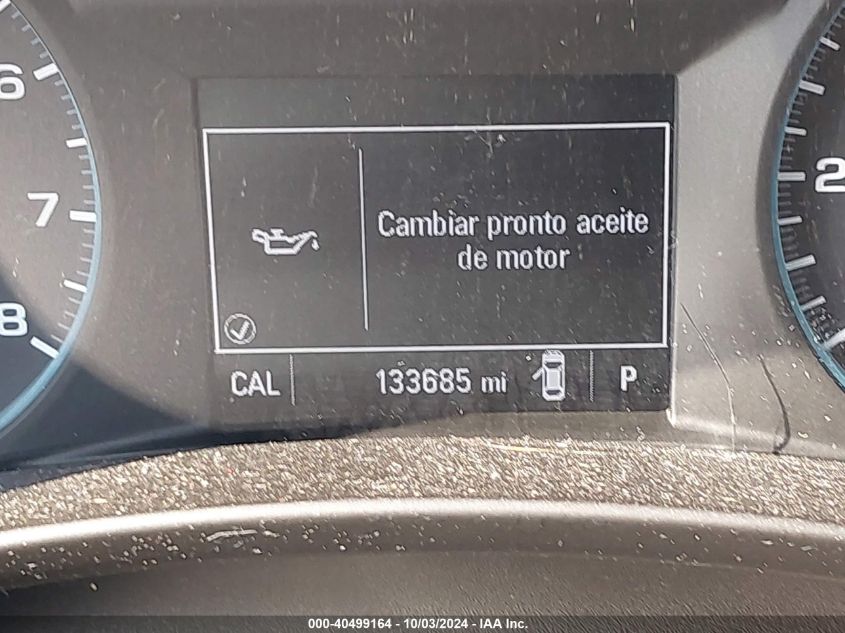 6
7
8
2
Cambiar pronto aceite
de motor
CAL 133685 mi P
000-40499164 - 10/03/2024 - IAA Inc.